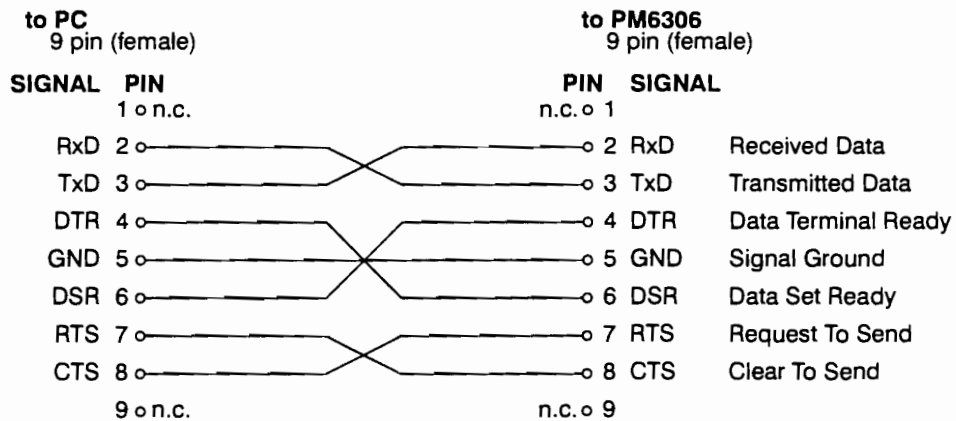 to PC to PM6306
9 pin (female) 9 pin (female)
SIGNAL PIN PIN SIGNAL
1 n.c. n.c. 1
RxD 2 2 RxD Received Data
TxD 3 3 TxD Transmitted Data
DTR 4 4 DTR Data Terminal Ready
GND 5 5 GND Signal Ground
DSR 6 6 DSR Data Set Ready
RTS 7 7 RTS Request To Send
CTS 8 8 CTS Clear To Send
9 n.c. n.c. 9